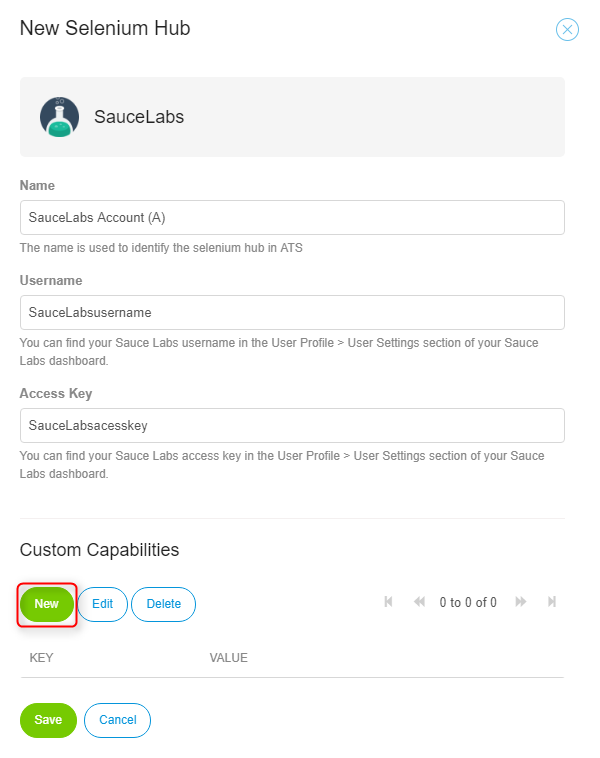 New Selenium Hub
SauceLabs
Name
SauceLabs Account (A)
The name is used to identify the selenium hub in ATS
Username
SauceLabsusername
You can find your Sauce Labs username in the User Profile > User Settings section of your Sauce
Labs dashboard.
Access Key
SauceLabsacesskey
You can find your Sauce Labs access key in the User Profile > User Settings section of your Sauce
Labs dashboard.
Custom Capabilities
New Edit Delete 0 to 0 of 0
KEY VALUE
Save Cancel